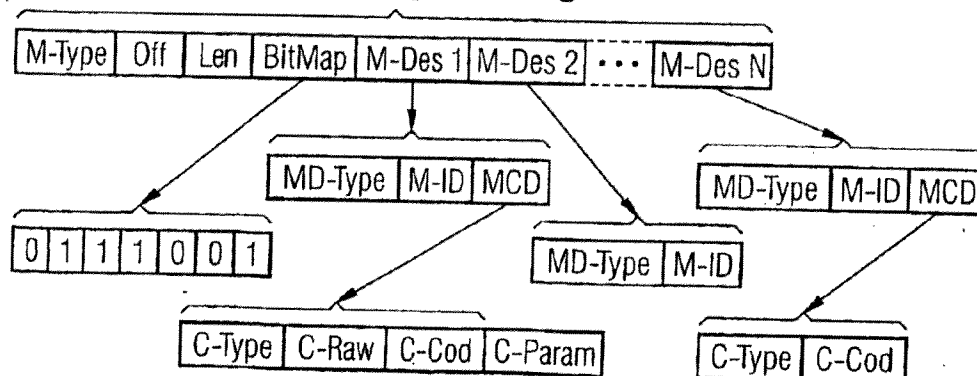 M-Type Off Len BitMap M-Des 1 M-Des 2 ··· M-Des N
MD-Type M-ID MCD
MD-Type M-ID MCD
0 1 1 1 0 0 1
MD-Type M-ID
C-Type C-Raw C-Cod C-Param
C-Type C-Cod